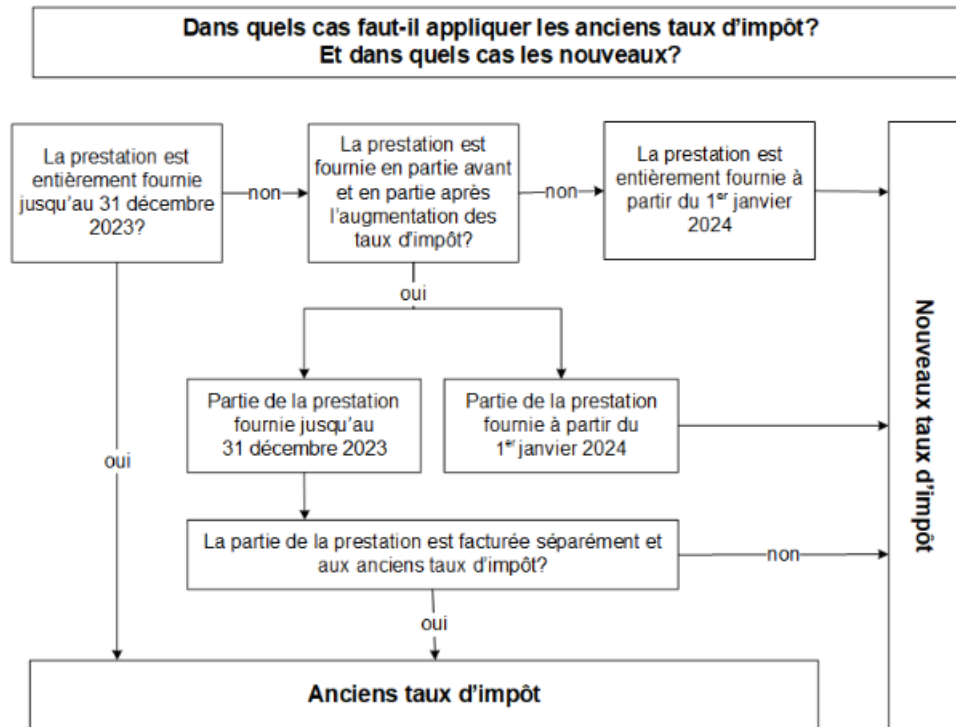 Dans quels cas faut-il appliquer les anciens taux d'impôt?
Et dans quels cas les nouveaux?
La prestation est
entièrement fournie
jusqu'au 31 décembre
2023?
non
La prestation est
fournie en partie avant
et en partie après
l'augmentation des
taux d'impôt?
non
La prestation est
entièrement fournie à
partir du 1er janvier
2024
oui
Partie de la prestation
fournie jusqu'au
31 décembre 2023
Partie de la prestation
fournie à partir du
1er janvier 2024
oui
La partie de la prestation est facturée séparément et
aux anciens taux d'impôt?
non
oui
Anciens taux d'impôt
Nouveaux taux d'impôt